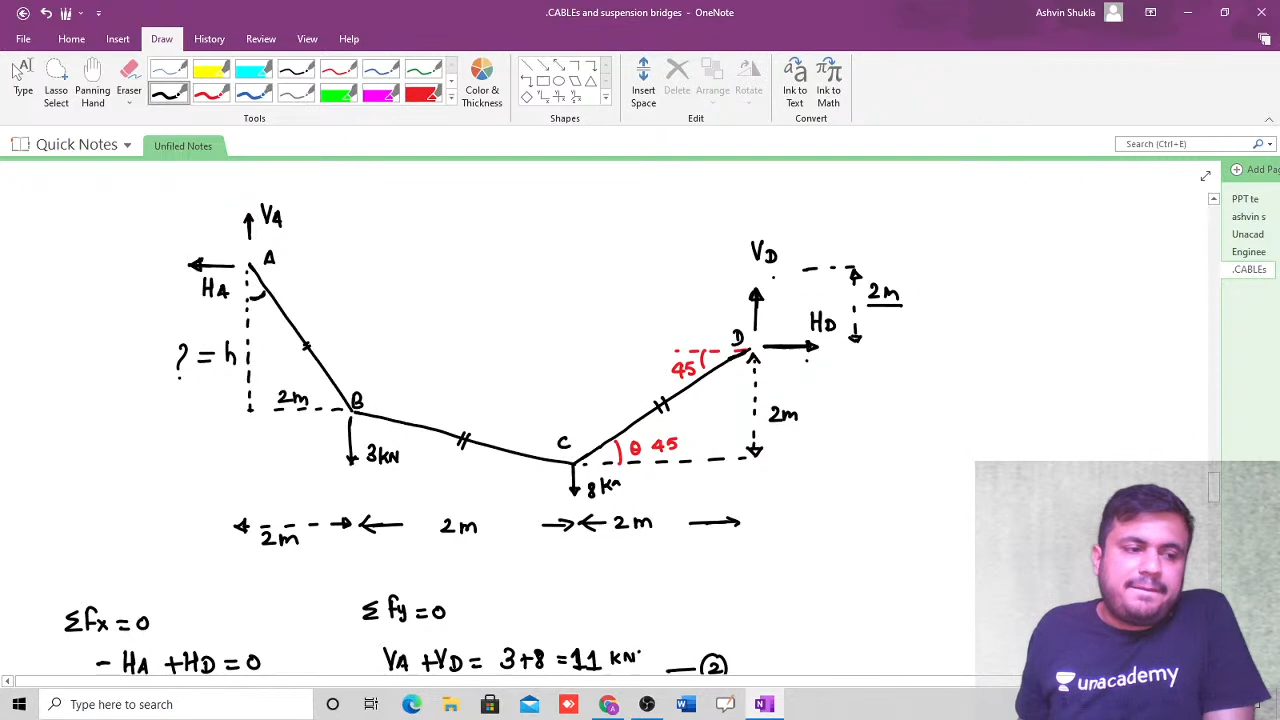 .CABLEs and suspension bridges - OneNote
Ashvin Shukla
File Home Insert Draw History Review View Help
Type
Lasso Select
Panning Hand
Eraser
Color & Thickness
Insert Space
Delete
Arrange
Rotate
Ink to Text
Ink to Math
Tools
Shapes
Edit
Convert
Quick Notes
Unfiled Notes
Search (Ctrl+E)
Add Pag
PPT te
ashvin s
Unacad
Enginee
.CABLEs
VA
A
HA
? = h
2m
B
3KN
C
8KN
θ 45
45
D
VD
HD
2m
2m
2m
2m
2m
Σfx = 0
- HA + HD = 0
Σfy = 0
VA + VD = 3+8 = 11 KN. — 2
unacademy
Type here to search